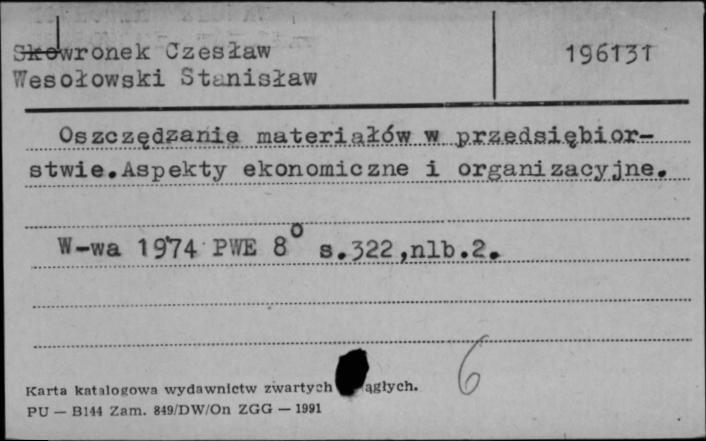 Skowronek Czesław
Wesołowski Stanisław
196131
Oszczędzanie materiałów w przedsiębior-
stwie.Aspekty ekonomiczne i organizacyjne.
W-wa 1974 PWE 8° s.322,nlb.2.
6
Karta katalogowa wydawnictw zwartych ągłych.
PU — B144 Zam. 849/DW/On ZGG — 1991